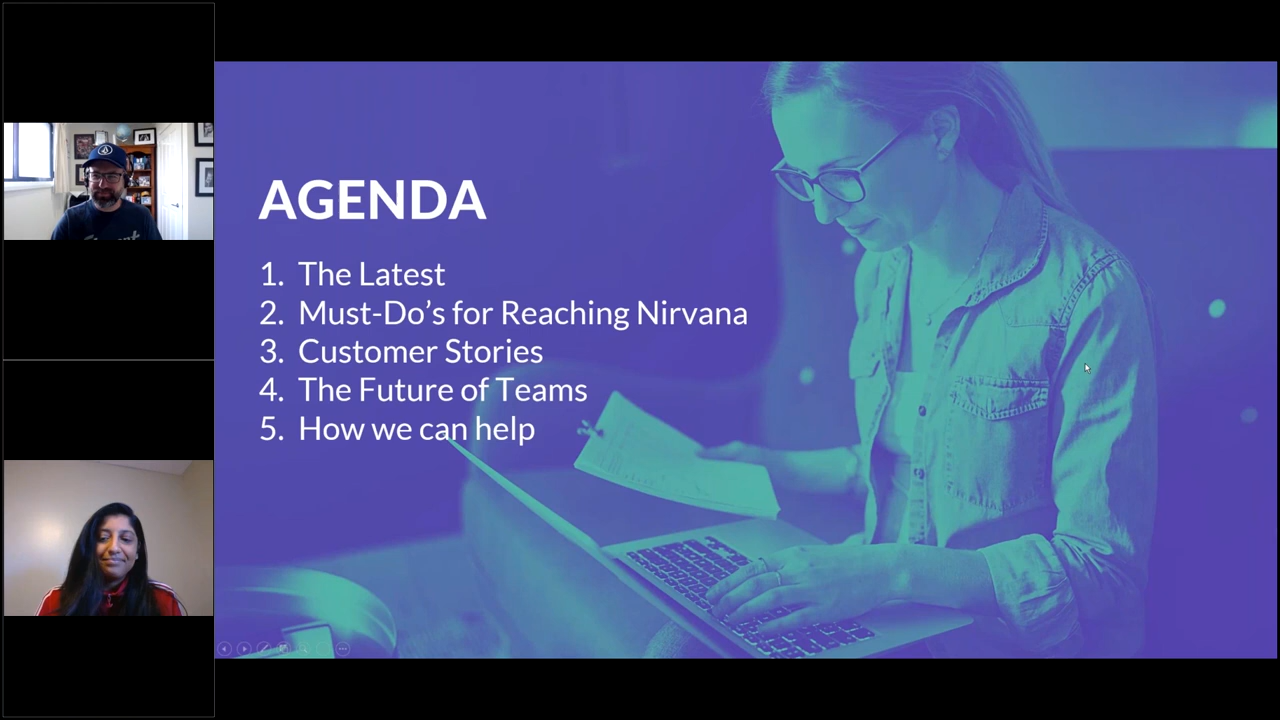 AGENDA
1. The Latest
2. Must-Do’s for Reaching Nirvana
3. Customer Stories
4. The Future of Teams
5. How we can help